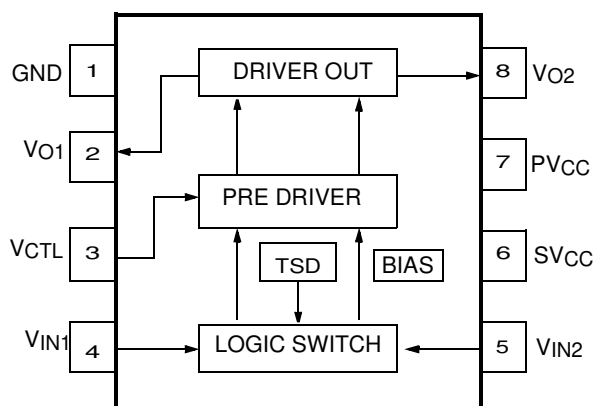 GND 1 DRIVER OUT 8 VO2
VO1 2 7 PVCC
PRE DRIVER
VCTL 3 6 SVCC
TSD BIAS
VIN1 4 LOGIC SWITCH 5 VIN2